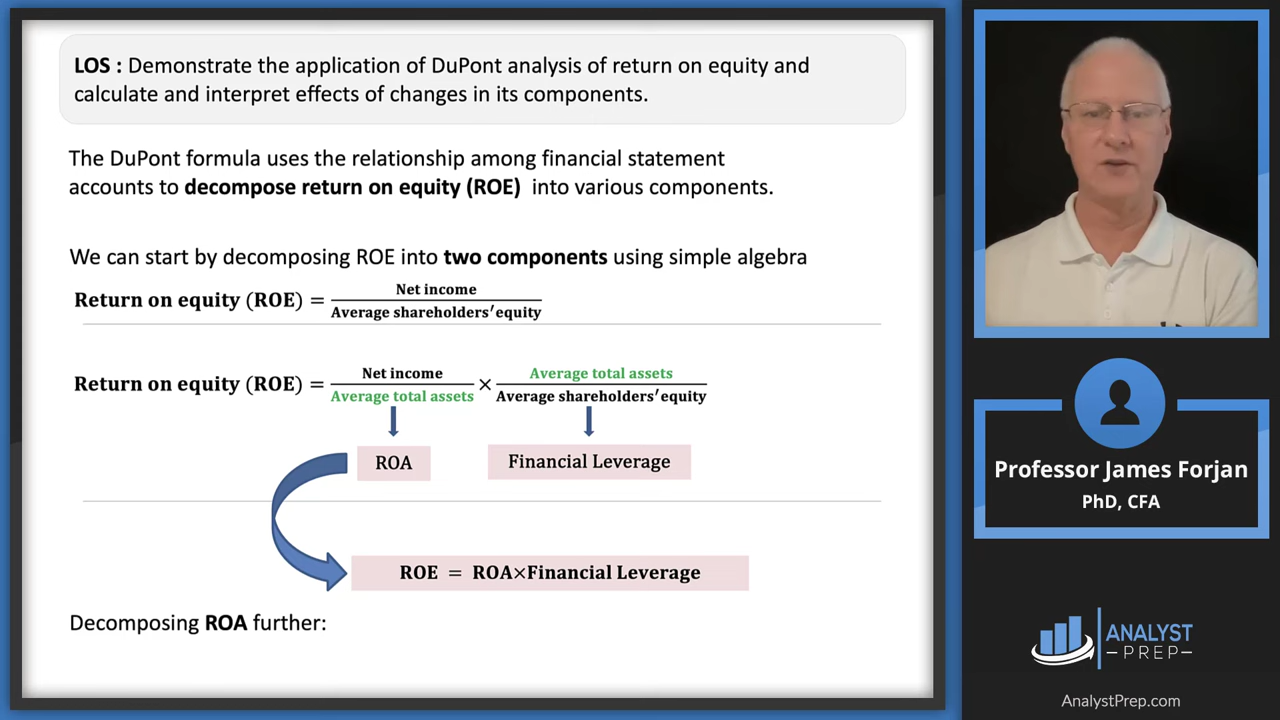 LOS : Demonstrate the application of DuPont analysis of return on equity and
calculate and interpret effects of changes in its components.
The DuPont formula uses the relationship among financial statement
accounts to decompose return on equity (ROE) into various components.
We can start by decomposing ROE into two components using simple algebra
Return on equity (ROE) = Net income / Average shareholders' equity
Return on equity (ROE) = Net income / Average total assets × Average total assets / Average shareholders' equity
ROA
Financial Leverage
ROE = ROA×Financial Leverage
Decomposing ROA further:
Professor James Forjan
PhD, CFA
ANALYST
PREP
AnalystPrep.com